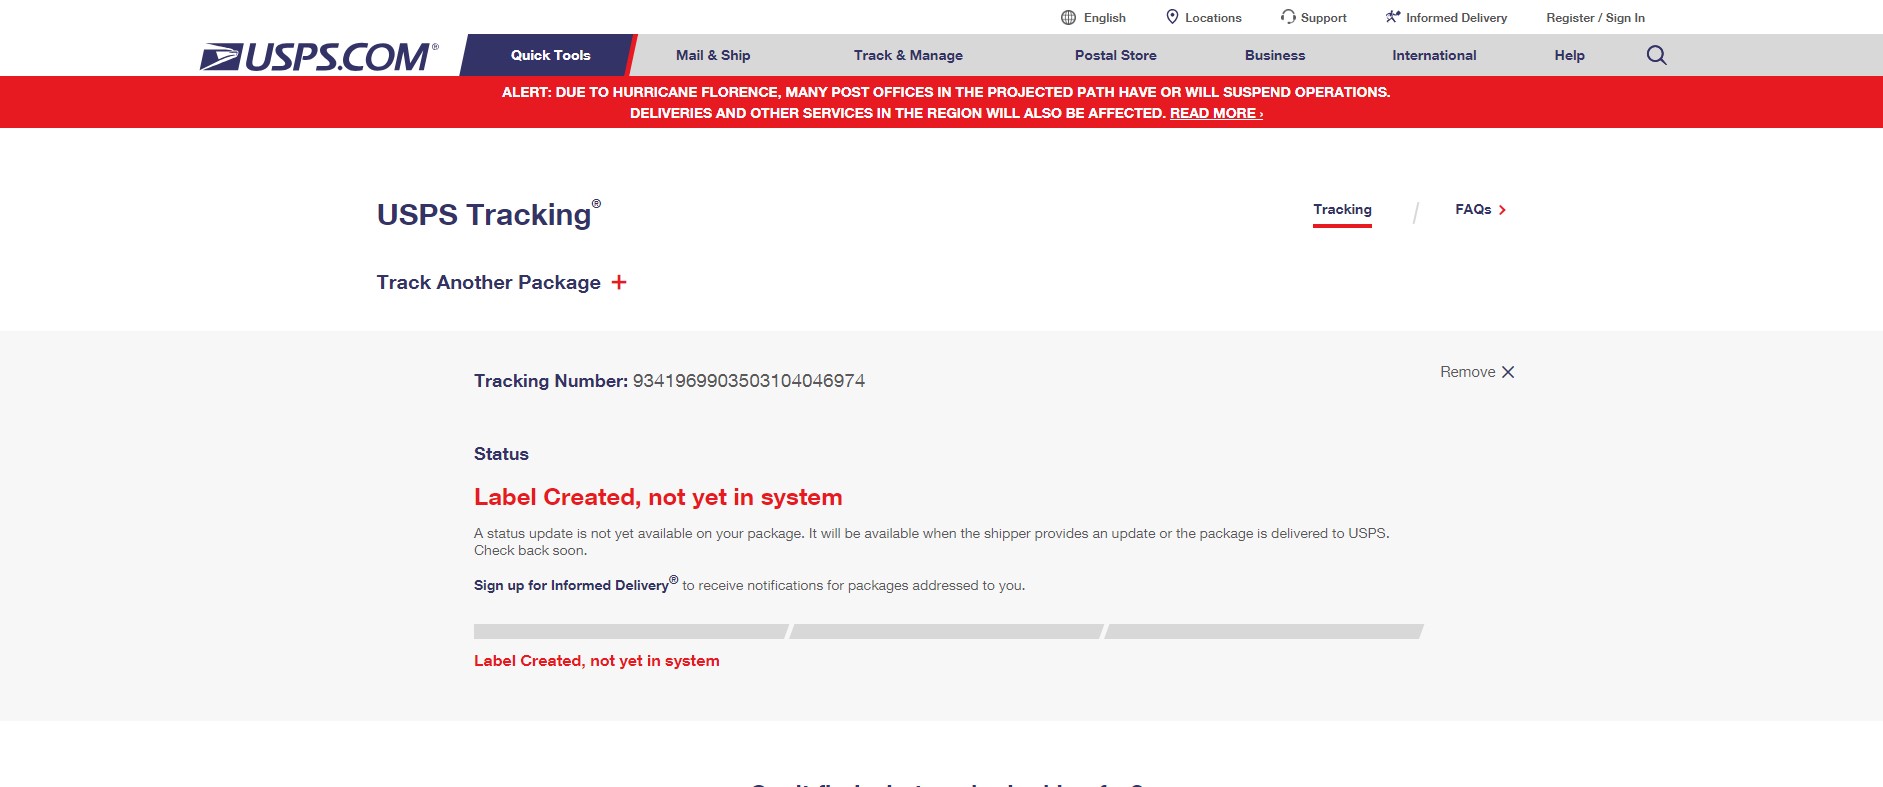 English
Locations
Support
Informed Delivery
Register / Sign In
USPS.COM®
Quick Tools
Mail & Ship
Track & Manage
Postal Store
Business
International
Help
ALERT: DUE TO HURRICANE FLORENCE, MANY POST OFFICES IN THE PROJECTED PATH HAVE OR WILL SUSPEND OPERATIONS.
DELIVERIES AND OTHER SERVICES IN THE REGION WILL ALSO BE AFFECTED. READ MORE ›
USPS Tracking®
Tracking
FAQs
Track Another Package +
Tracking Number: 9341969903503104046974
Remove
Status
Label Created, not yet in system
A status update is not yet available on your package. It will be available when the shipper provides an update or the package is delivered to USPS.
Check back soon.
Sign up for Informed Delivery® to receive notifications for packages addressed to you.
Label Created, not yet in system